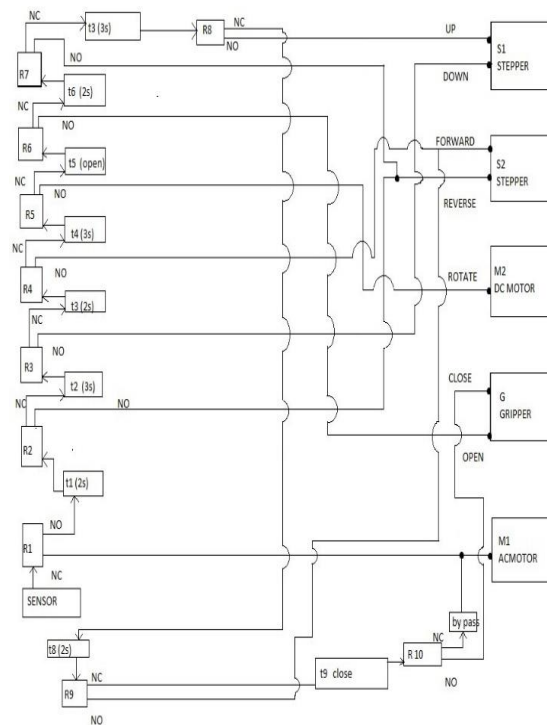 NC
t3 (3s)
R8
NC
NO
UP
S1
STEPPER
R7
NO
DOWN
t6 (2s)
NC
NO
R6
t5 (open)
FORWARD
S2
STEPPER
NC
R5
NO
REVERSE
t4 (3s)
NC
R4
NO
t3 (2s)
ROTATE
M2
DC MOTOR
NC
R3
NO
t2 (3s)
CLOSE
G
GRIPPER
NC
NO
R2
OPEN
t1 (2s)
NO
R1
M1
ACMOTOR
NC
SENSOR
by pass
t8 (2s)
R 10
NC
R9
NC
t9 close
NO
NO